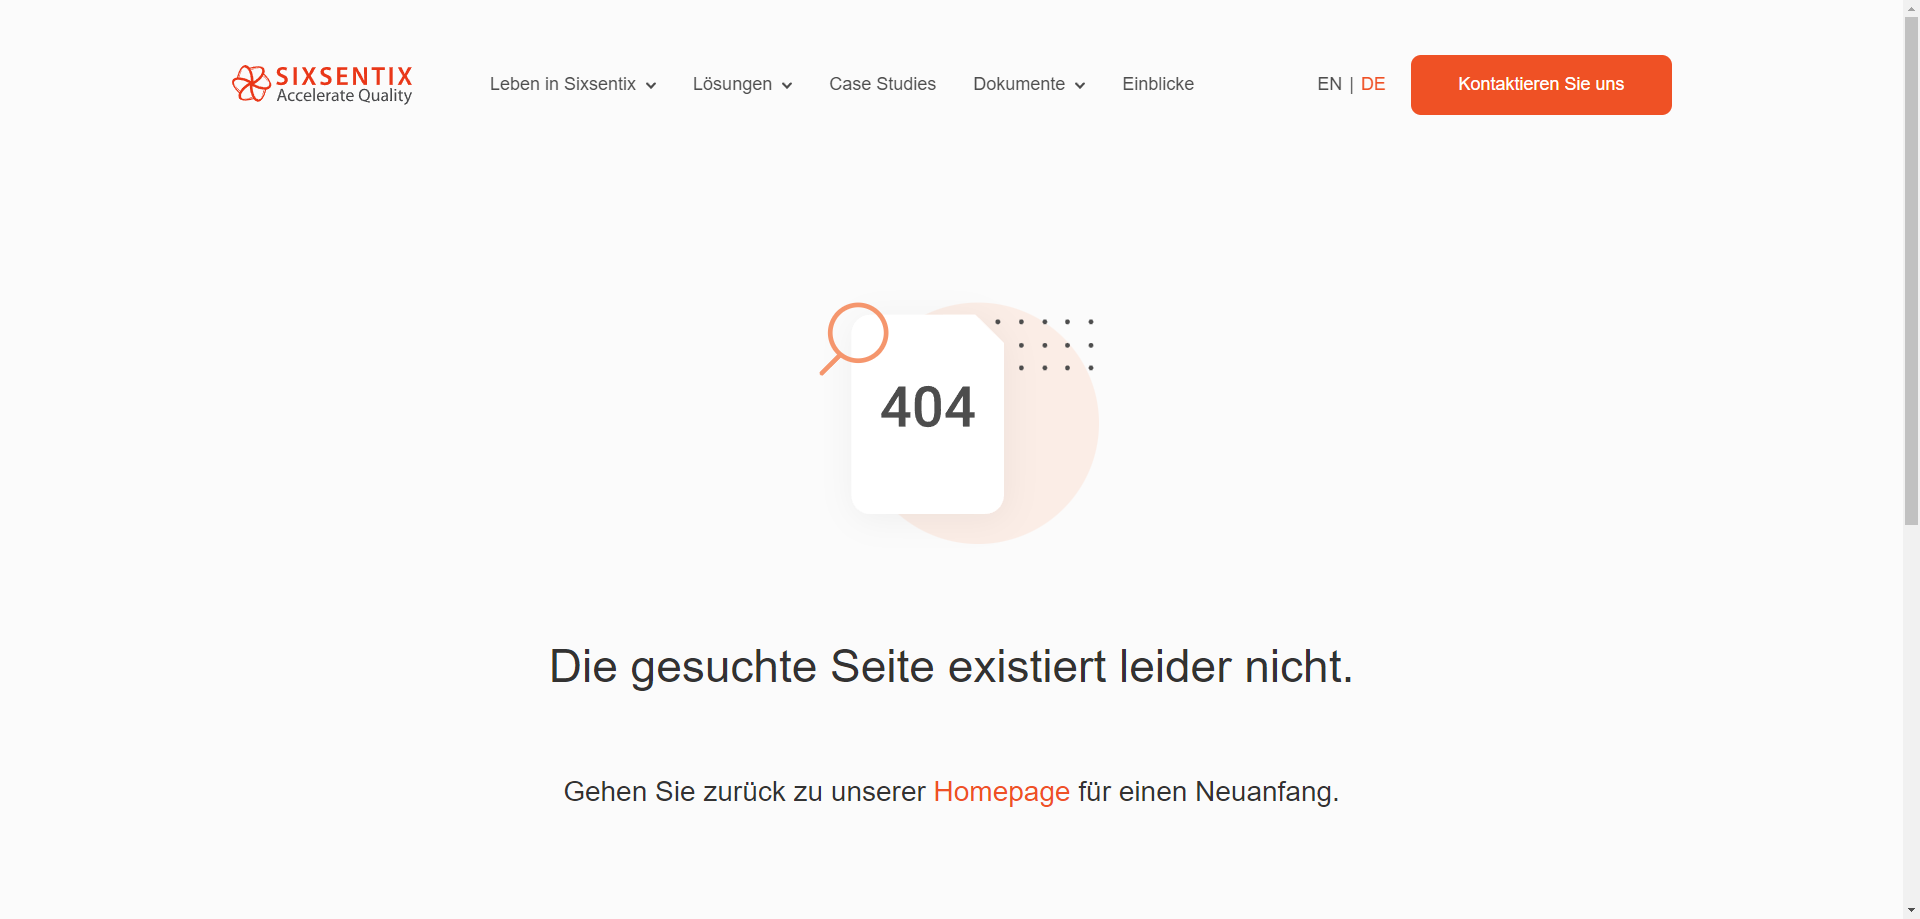 SIXSENTIX
Accelerate Quality
Leben in Sixsentix
Lösungen
Case Studies
Dokumente
Einblicke
EN | DE
Kontaktieren Sie uns
404
Die gesuchte Seite existiert leider nicht.
Gehen Sie zurück zu unserer Homepage für einen Neuanfang.